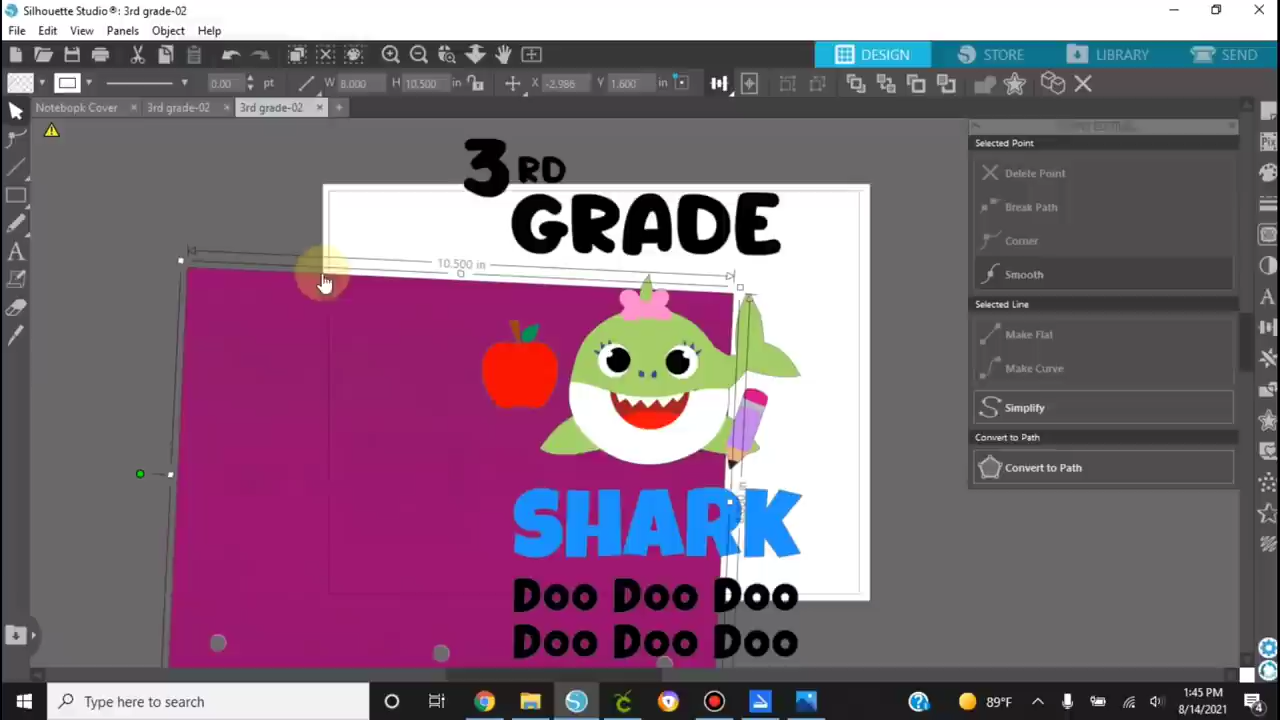 Silhouette Studio®: 3rd grade-02
File Edit View Panels Object Help
DESIGN STORE LIBRARY SEND
0.00 pt W 8.000 H 10.500 in X -2.986 Y 1.600 in
Notebopk Cover 3rd grade-02 3rd grade-02
Selected Point
Delete Point
Break Path
Corner
Smooth
Selected Line
Make Flat
Make Curve
Simplify
Convert to Path
Convert to Path
3RD
GRADE
10.500 in
SHARK
Doo Doo Doo
Doo Doo Doo
Pix
Type here to search
89°F
1:45 PM
8/14/2021
4